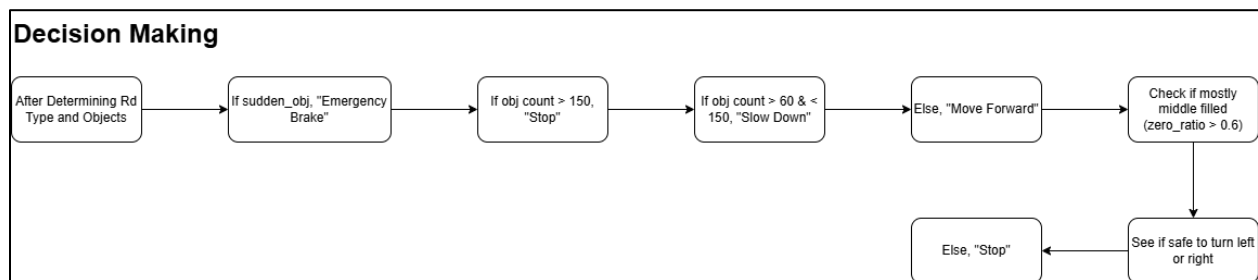 Decision Making
After Determining Rd
Type and Objects
If sudden_obj, "Emergency
Brake"
If obj count > 150,
"Stop"
If obj count > 60 & <
150, "Slow Down"
Else, "Move Forward"
Check if mostly
middle filled
(zero_ratio > 0.6)
See if safe to turn left
or right
Else, "Stop"